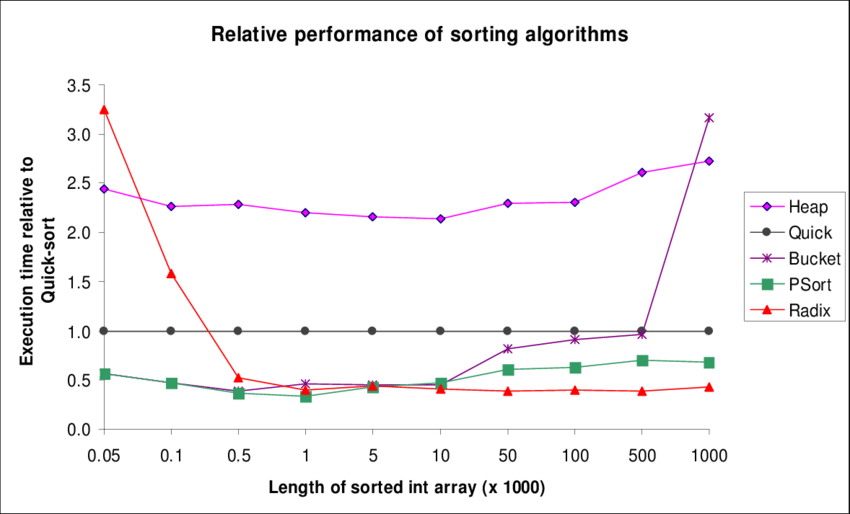 Relative performance of sorting algorithms
Execution time relative to
Quick-sort
3.5
3.0
2.5
2.0
1.5
1.0
0.5
0.0
0.05 0.1 0.5 1 5 10 50 100 500 1000
Length of sorted int array (x 1000)
Heap
Quick
Bucket
PSort
Radix